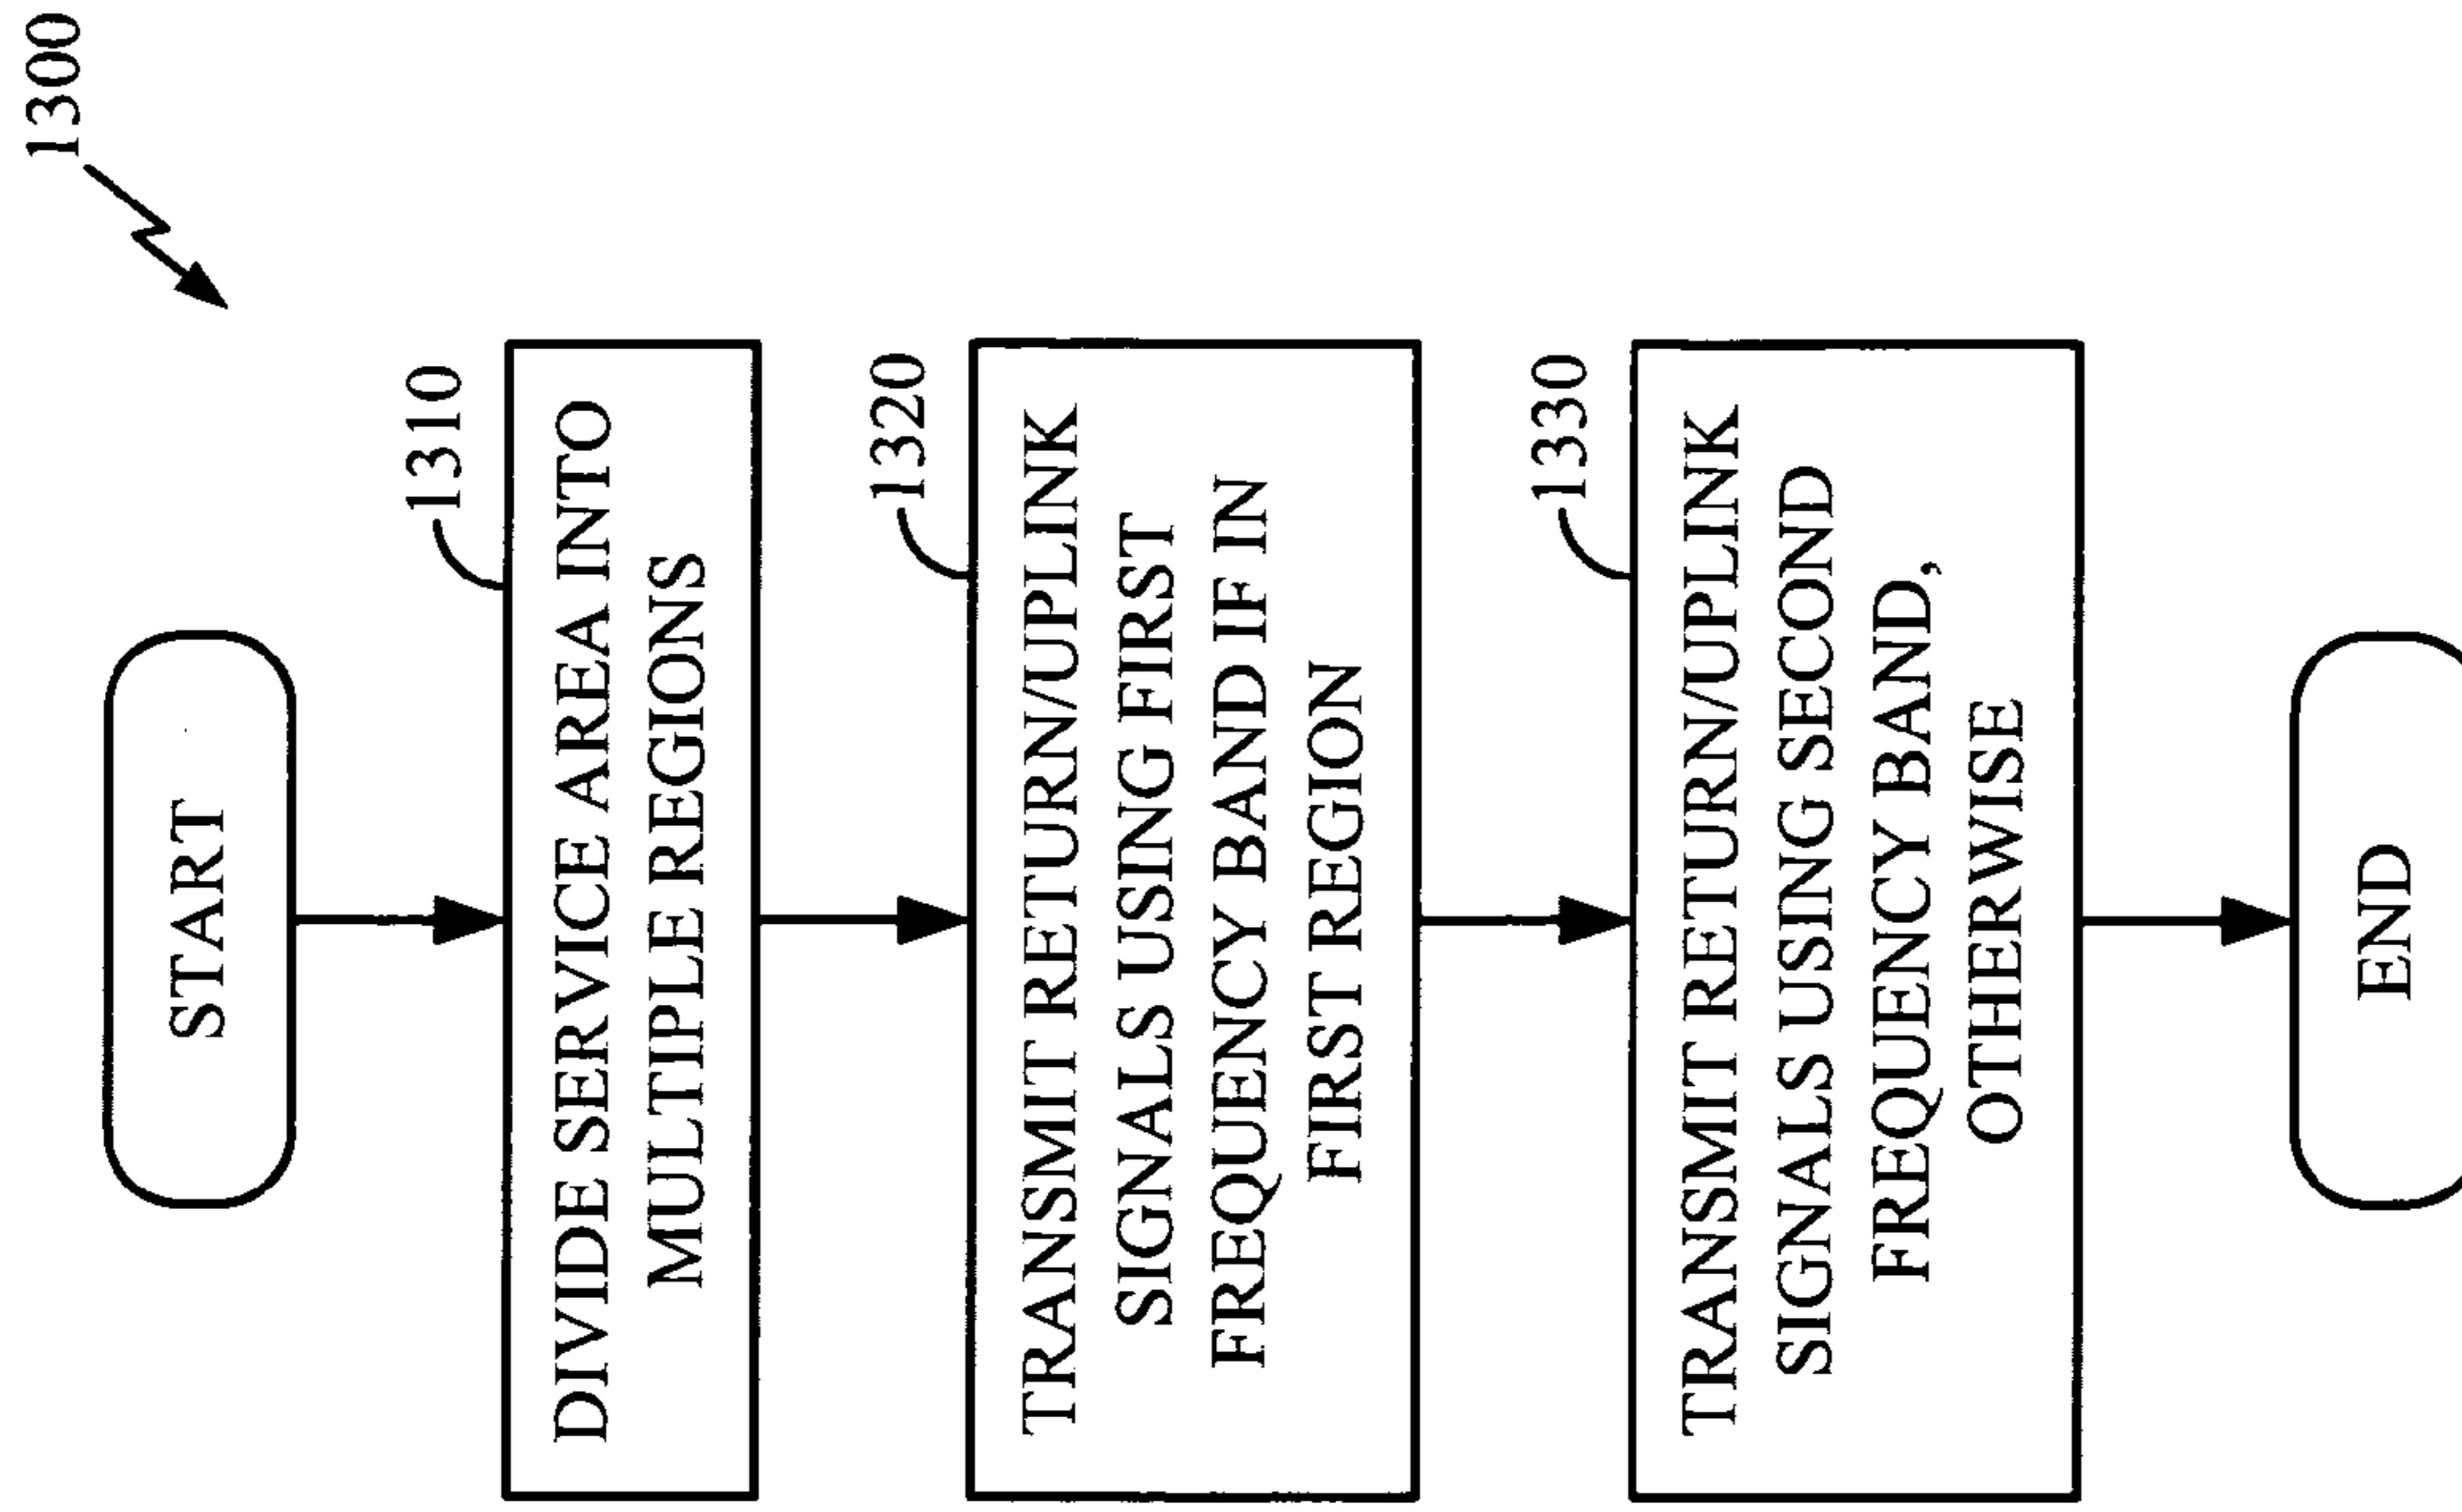 1300
START
1310
DIVIDE SERVICE AREA INTO
MULTIPLE REGIONS
1320
TRANSMIT RETURN/UPLINK
SIGNALS USING FIRST
FREQUENCY BAND IF IN
FIRST REGION
1330
TRANSMIT RETURN/UPLINK
SIGNALS USING SECOND
FREQUENCY BAND,
OTHERWISE
END